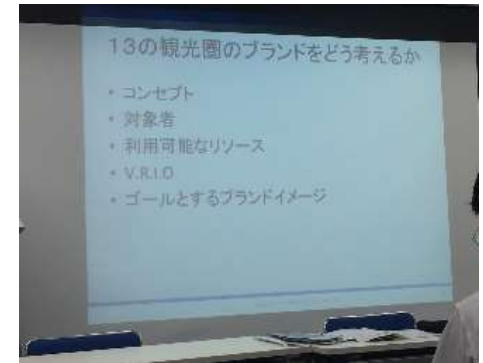 13の観光圏のブランドをどう考えるか
・コンセプト
・対象者
・利用可能なリソース
・V.R.I.O
・ゴールとするブランドイメージ